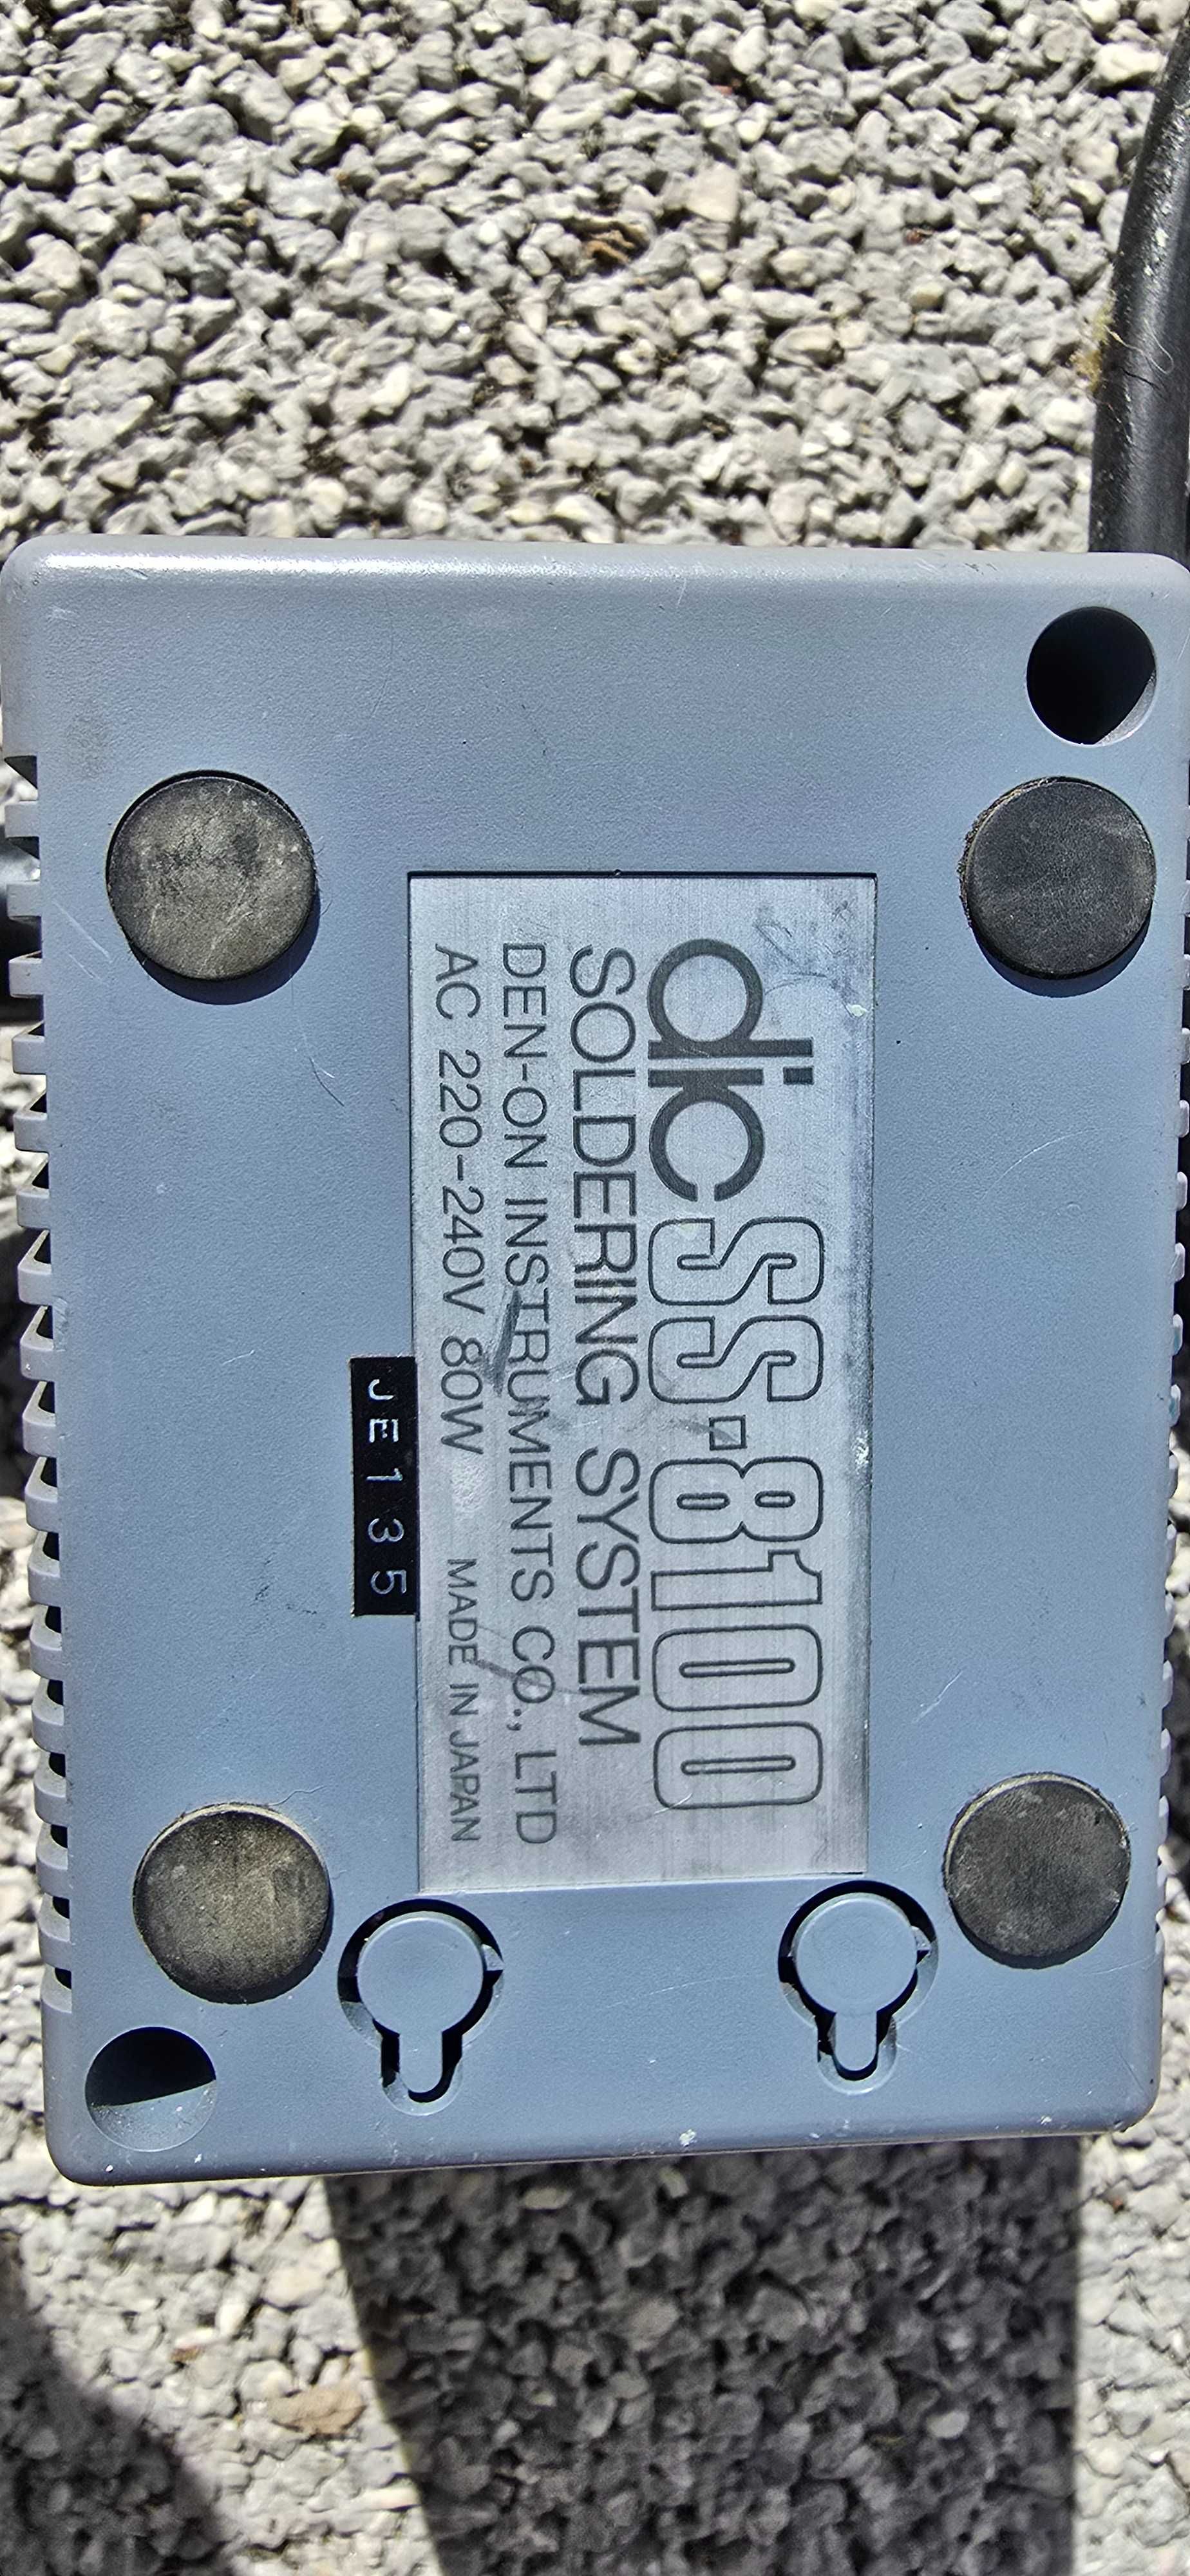 dic SS-8100
SOLDERING SYSTEM
DEN-ON INSTRUMENTS CO., LTD
AC 220-240V 80W MADE IN JAPAN
JE135